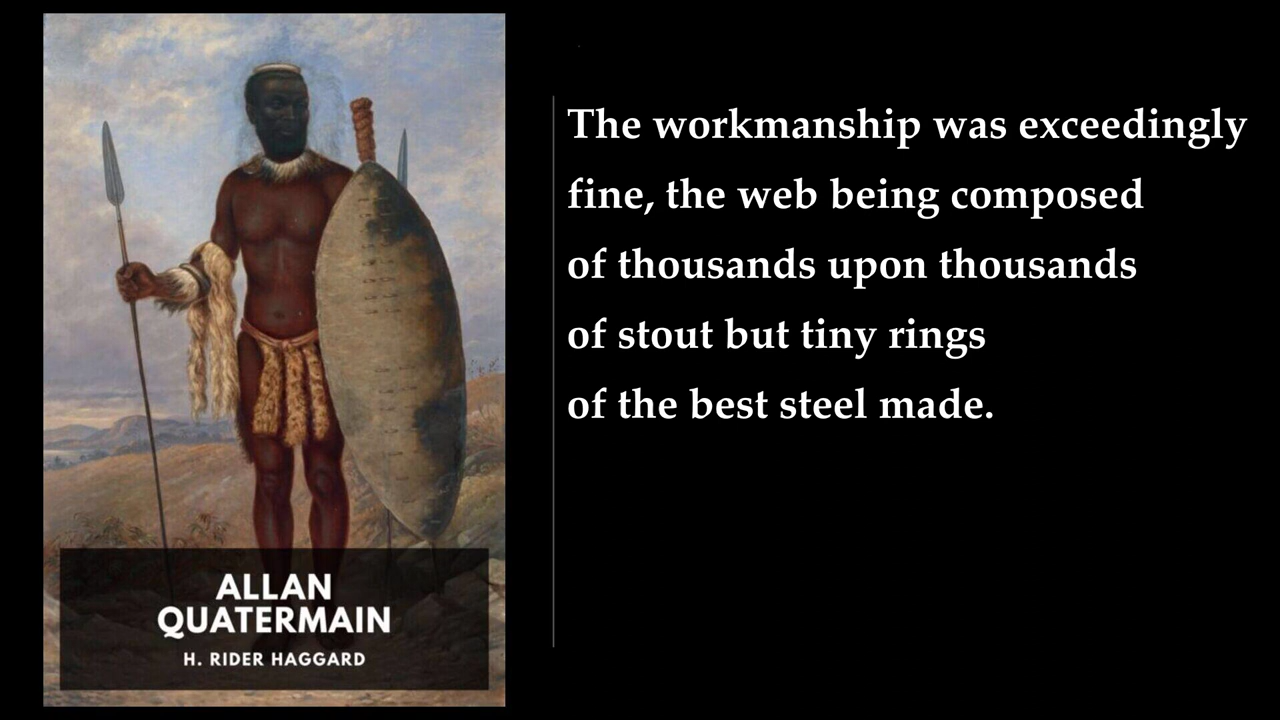 ALLAN
QUATERMAIN
H. RIDER HAGGARD
The workmanship was exceedingly
fine, the web being composed
of thousands upon thousands
of stout but tiny rings
of the best steel made.